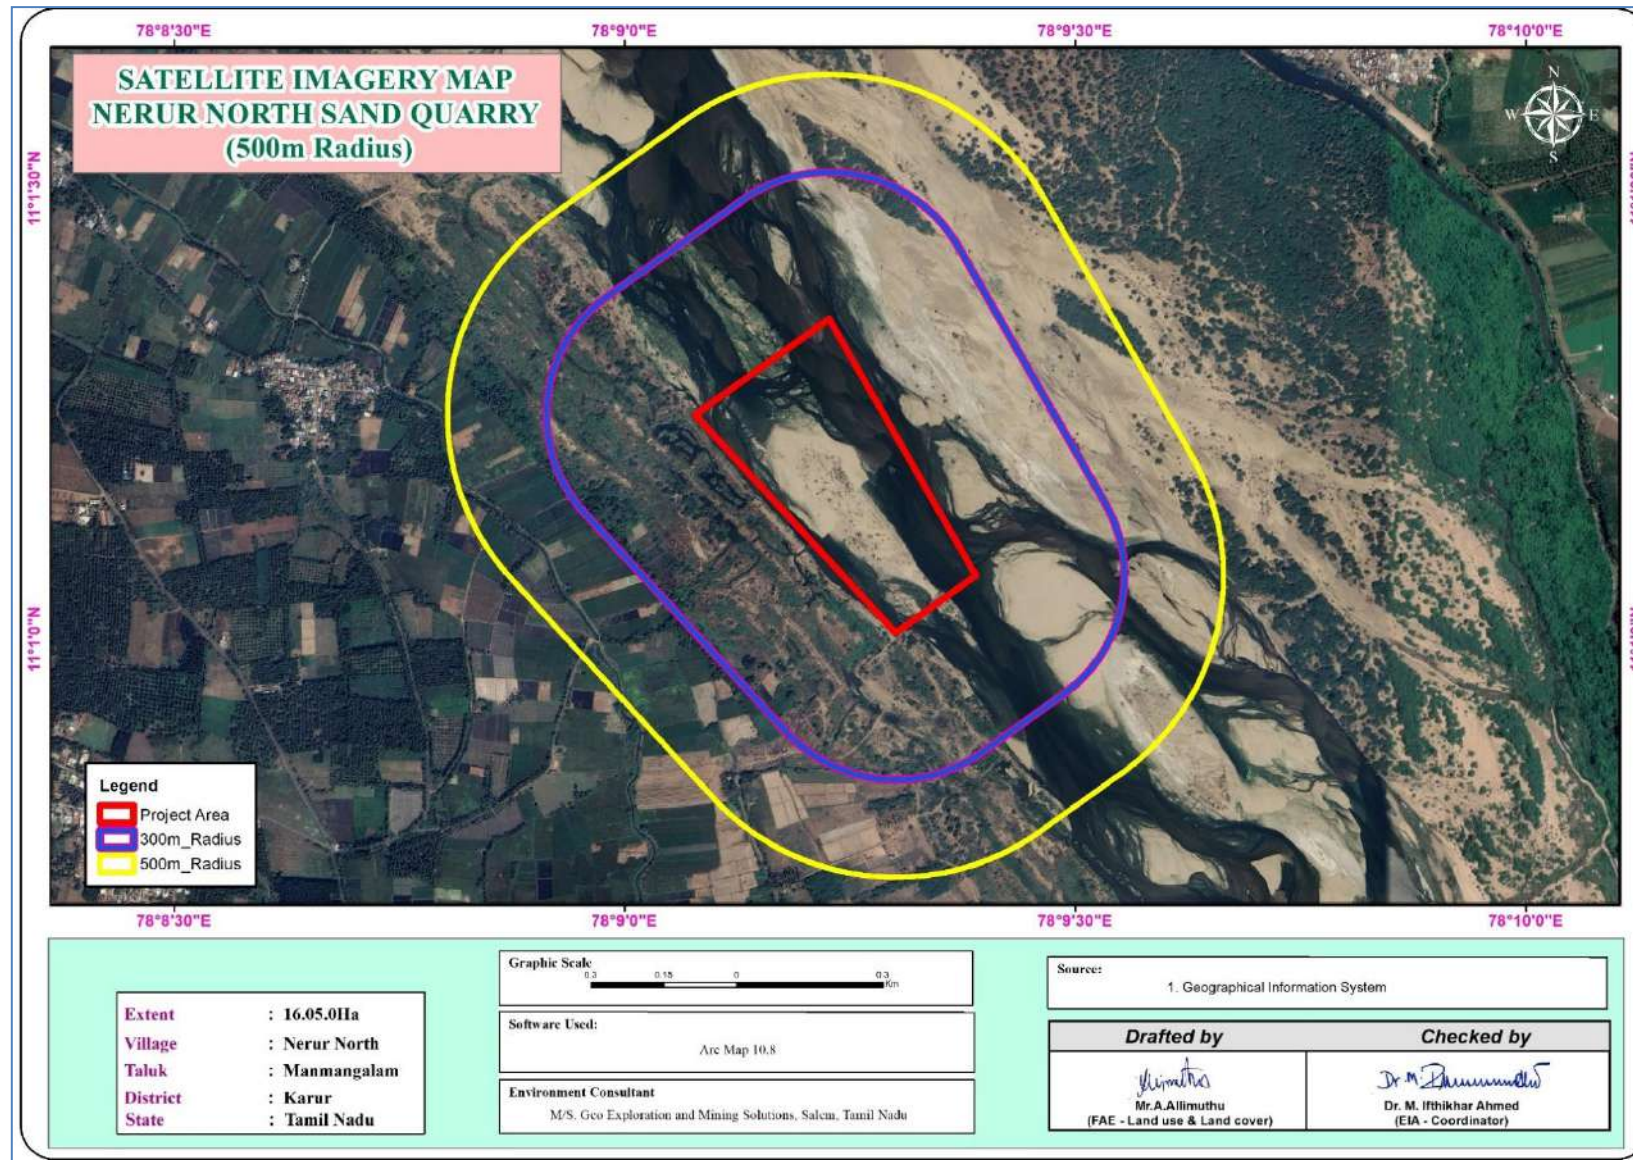 78°8'30"E
78°9'0"E
78°9'30"E
78°10'0"E
SATELLITE IMAGERY MAP
NERUR NORTH SAND QUARRY
(500m Radius)
N
W
E
S
11°1'30"N
11°1'0"N
Legend
Project Area
300m_Radius
500m_Radius
78°8'30"E
78°9'0"E
78°9'30"E
78°10'0"E
Extent : 16.05.0Ha
Village : Nerur North
Taluk : Manmangalam
District : Karur
State : Tamil Nadu
Graphic Scale
0.3 0.15 0 0.3
Km
Software Used:
Arc Map 10.8
Environment Consultant
M/S. Geo Exploration and Mining Solutions, Salem, Tamil Nadu
Source:
1. Geographical Information System
Drafted by
Mr.A.Allimuthu
(FAE - Land use & Land cover)
Checked by
Dr. M. Ifthikhar Ahmed
(EIA - Coordinator)